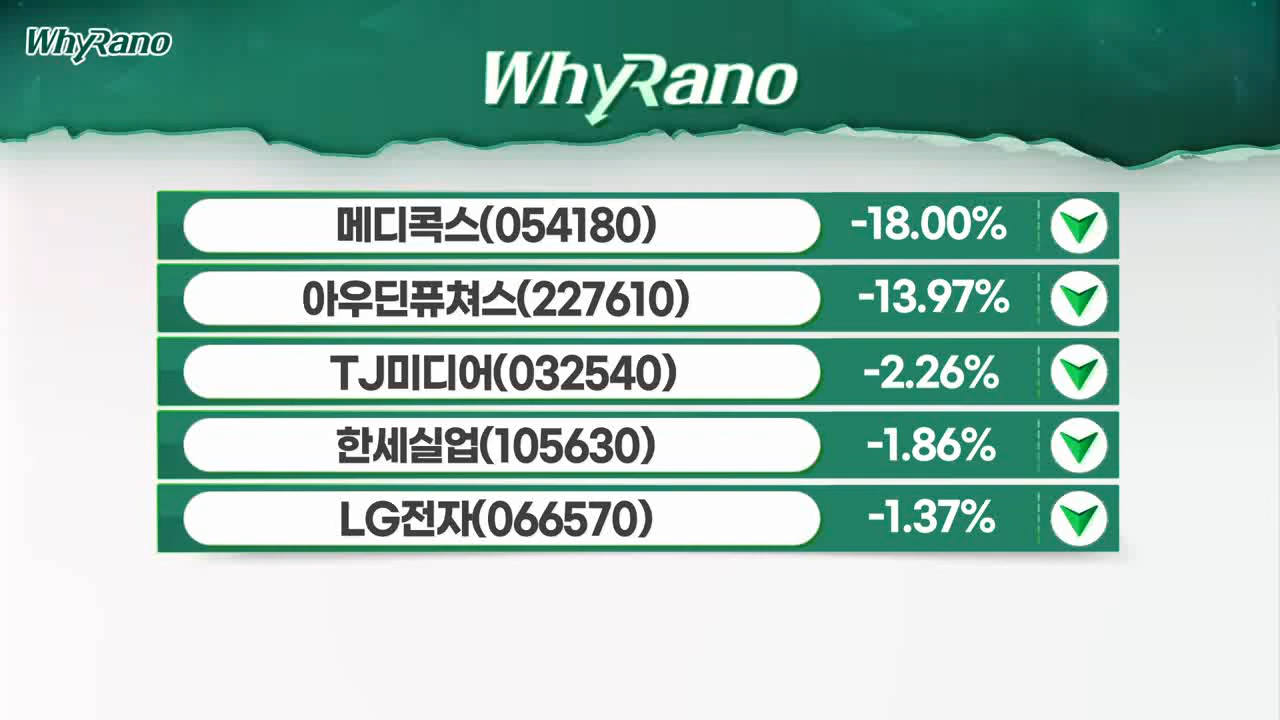 WhyRano
WhyRano
메디콕스(054180) -18.00%
아우딘퓨쳐스(227610) -13.97%
TJ미디어(032540) -2.26%
한세실업(105630) -1.86%
LG전자(066570) -1.37%